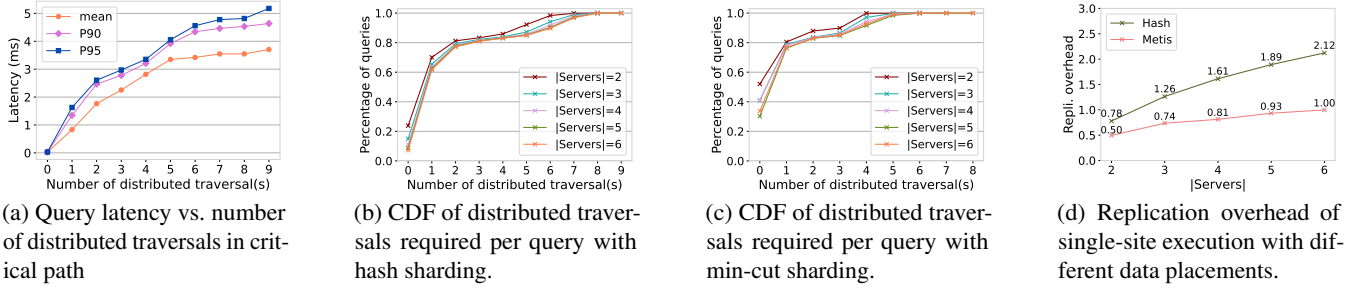 mean
P90
P95
Latency (ms)
5
4
3
2
1
0
0 1 2 3 4 5 6 7 8 9
Number of distributed traversal(s)
(a) Query latency vs. number
of distributed traversals in crit-
ical path
Percentage of queries
1.0
0.8
0.6
0.4
0.2
0.0
|Servers|=2
|Servers|=3
|Servers|=4
|Servers|=5
|Servers|=6
0 1 2 3 4 5 6 7 8 9
Number of distributed traversal(s)
(b) CDF of distributed traver-
sals required per query with
hash sharding.
Percentage of queries
1.0
0.8
0.6
0.4
0.2
0.0
|Servers|=2
|Servers|=3
|Servers|=4
|Servers|=5
|Servers|=6
0 1 2 3 4 5 6 7 8
Number of distributed traversal(s)
(c) CDF of distributed traver-
sals required per query with
min-cut sharding.
Repli. overhead
3.0
2.5
2.0
1.5
1.0
0.5
0.0
Hash
Metis
0.78 1.26 1.61 1.89 2.12
0.50 0.74 0.81 0.93 1.00
2 3 4 5 6
|Servers|
(d) Replication overhead of
single-site execution with dif-
ferent data placements.